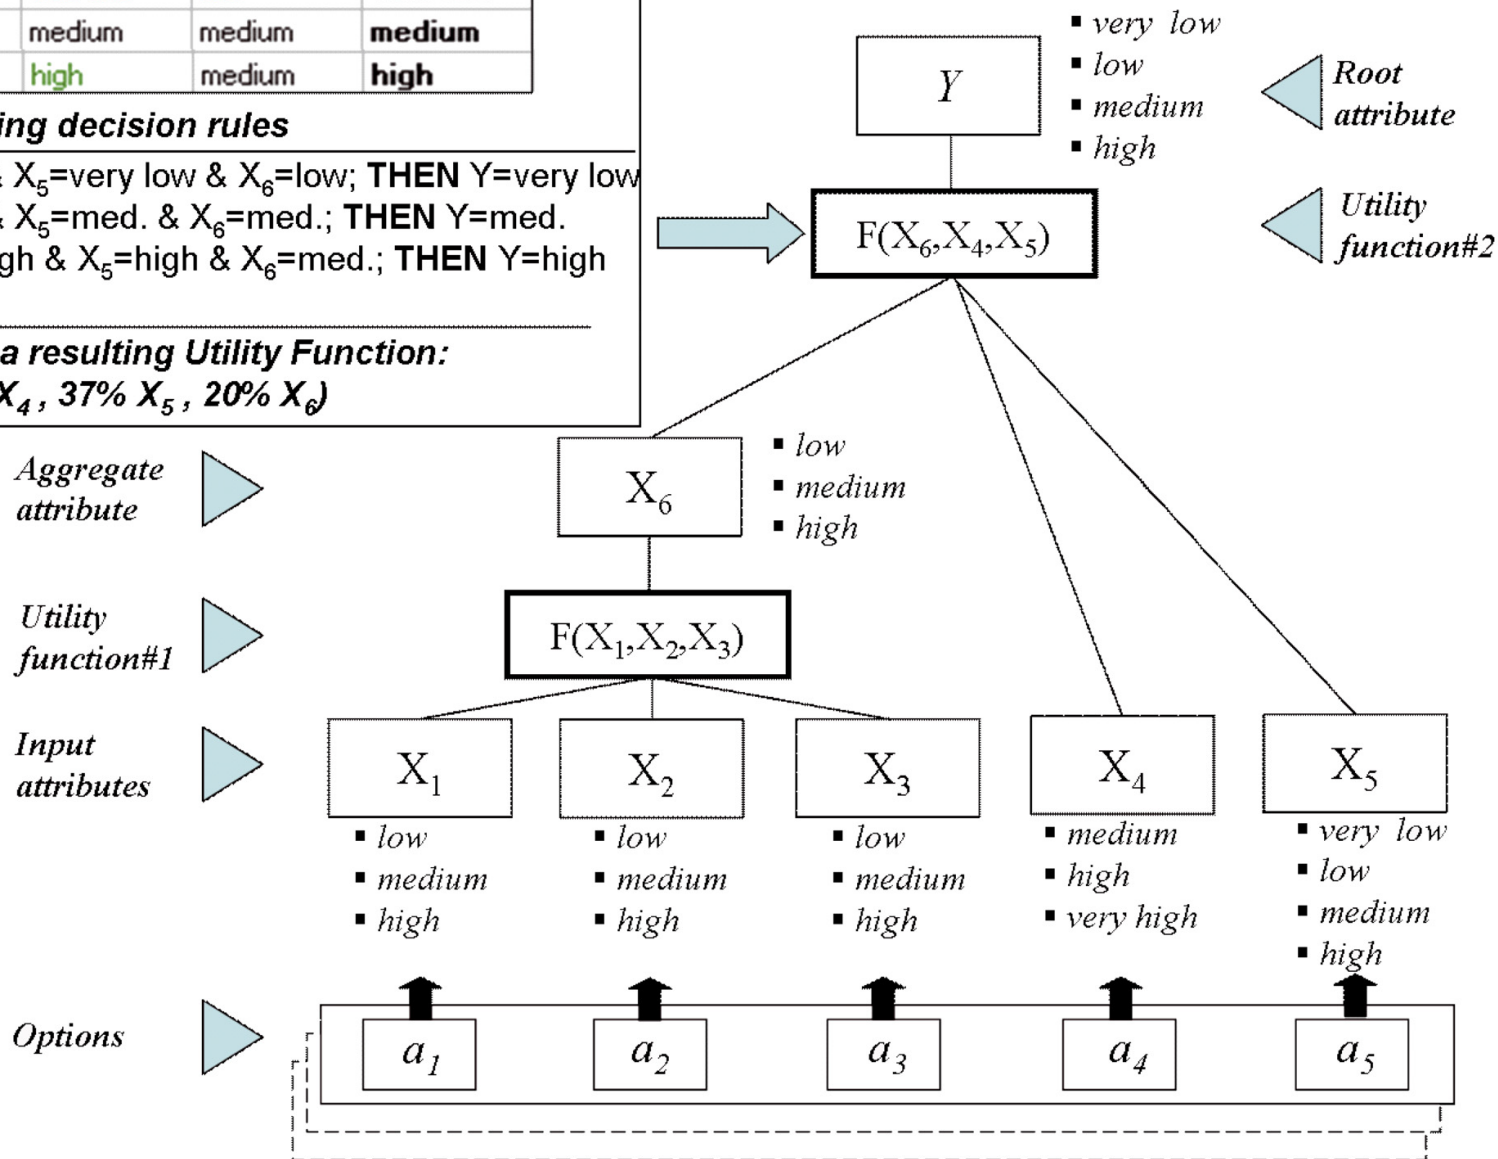 medium medium medium
high medium high
ing decision rules
& X5=very low & X6=low; THEN Y=very low
& X5=med. & X6=med.; THEN Y=med.
gh & X5=high & X6=med.; THEN Y=high
a resulting Utility Function:
X4 , 37% X5 , 20% X6)
Y
▪ very low
▪ low
▪ medium
▪ high
Root
attribute
F(X6,X4,X5)
Utility
function#2
Aggregate
attribute
X6
▪ low
▪ medium
▪ high
Utility
function#1
F(X1,X2,X3)
Input
attributes
X1 X2 X3 X4 X5
▪ low
▪ medium
▪ high
▪ low
▪ medium
▪ high
▪ low
▪ medium
▪ high
▪ medium
▪ high
▪ very high
▪ very low
▪ low
▪ medium
▪ high
Options
a1 a2 a3 a4 a5